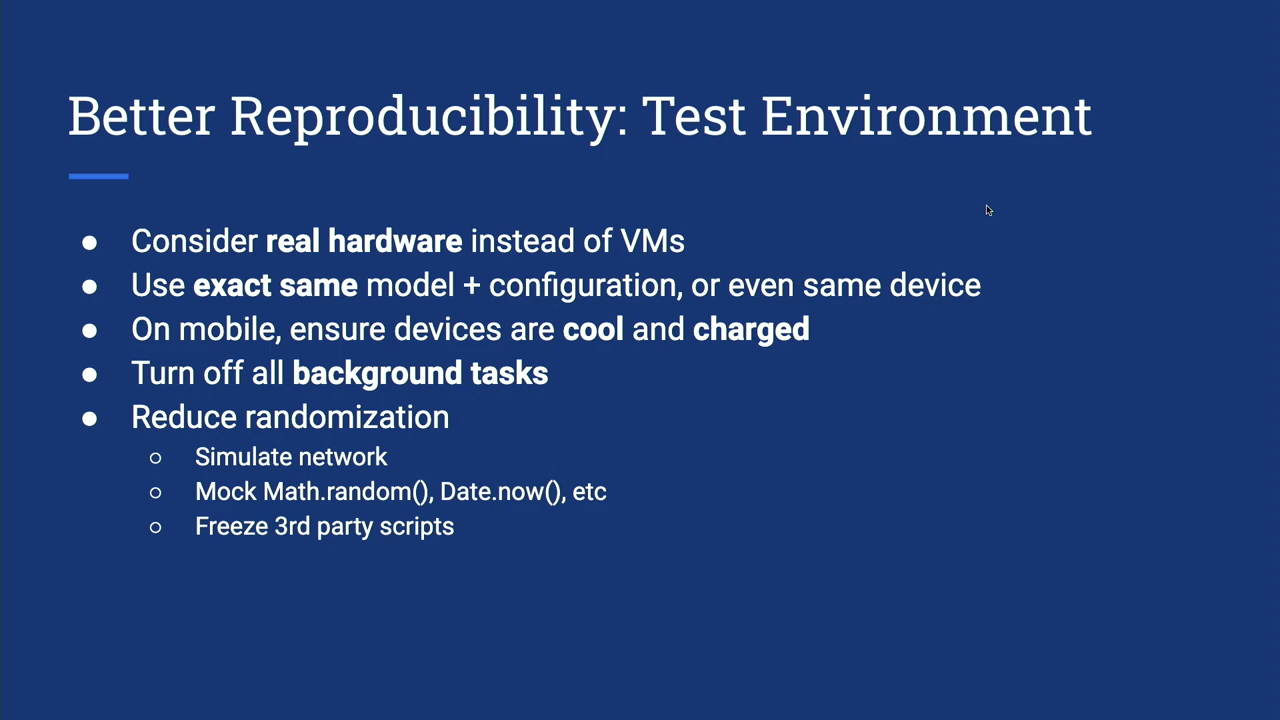 Better Reproducibility: Test Environment
● Consider real hardware instead of VMs
● Use exact same model + configuration, or even same device
● On mobile, ensure devices are cool and charged
● Turn off all background tasks
● Reduce randomization
○ Simulate network
○ Mock Math.random(), Date.now(), etc
○ Freeze 3rd party scripts